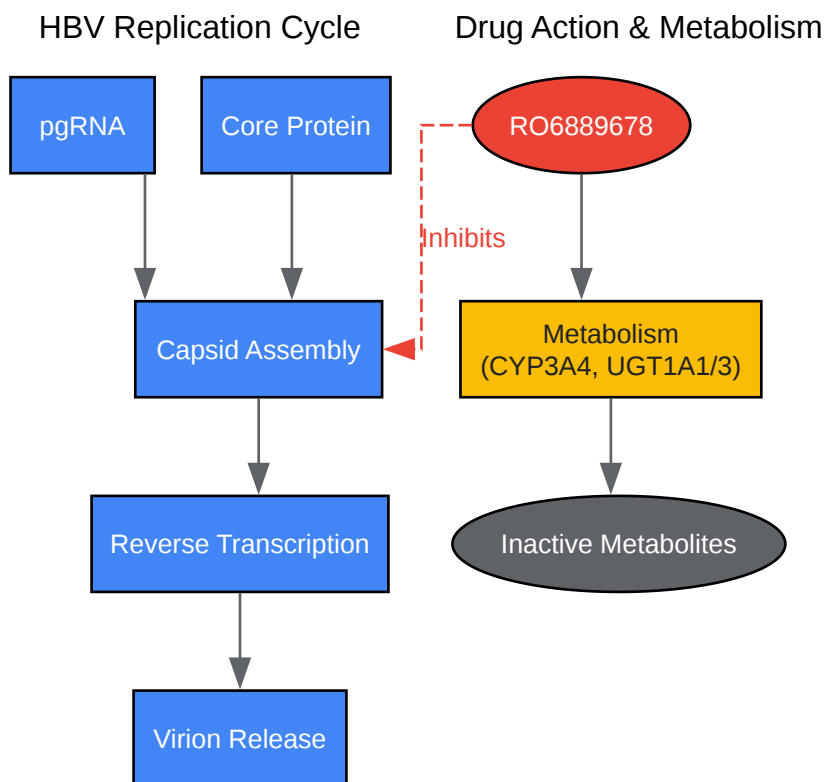 HBV Replication Cycle
Drug Action & Metabolism
pgRNA
Core Protein
RO6889678
Inhibits
Capsid Assembly
Metabolism
(CYP3A4, UGT1A1/3)
Reverse Transcription
Inactive Metabolites
Virion Release